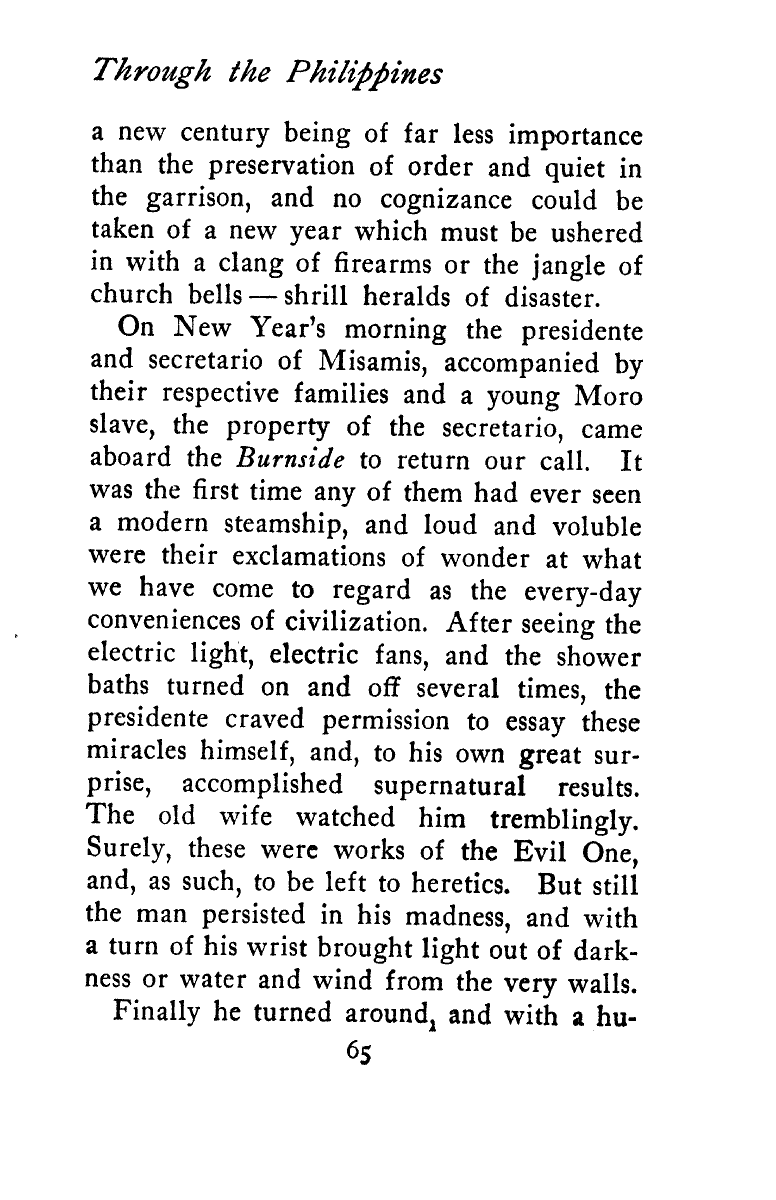 Through the Philippines
a new century being of far less importance
than the preservation of order and quiet in
the garrison, and no cognizance could be
taken of a new year which must be ushered
in with a clang of firearms or the jangle of
church bells — shrill heralds of disaster.
On New Year's morning the presidente
and secretario of Misamis, accompanied by
their respective families and a young Moro
slave, the property of the secretario, came
aboard the Burnside to return our call. It
was the first time any of them had ever seen
a modern steamship, and loud and voluble
were their exclamations of wonder at what
we have come to regard as the every-day
conveniences of civilization. After seeing the
electric light, electric fans, and the shower
baths turned on and off several times, the
presidente craved permission to essay these
miracles himself, and, to his own great sur-
prise, accomplished supernatural results.
The old wife watched him tremblingly.
Surely, these were works of the Evil One,
and, as such, to be left to heretics. But still
the man persisted in his madness, and with
a turn of his wrist brought light out of dark-
ness or water and wind from the very walls.
Finally he turned around, and with a hu-
65